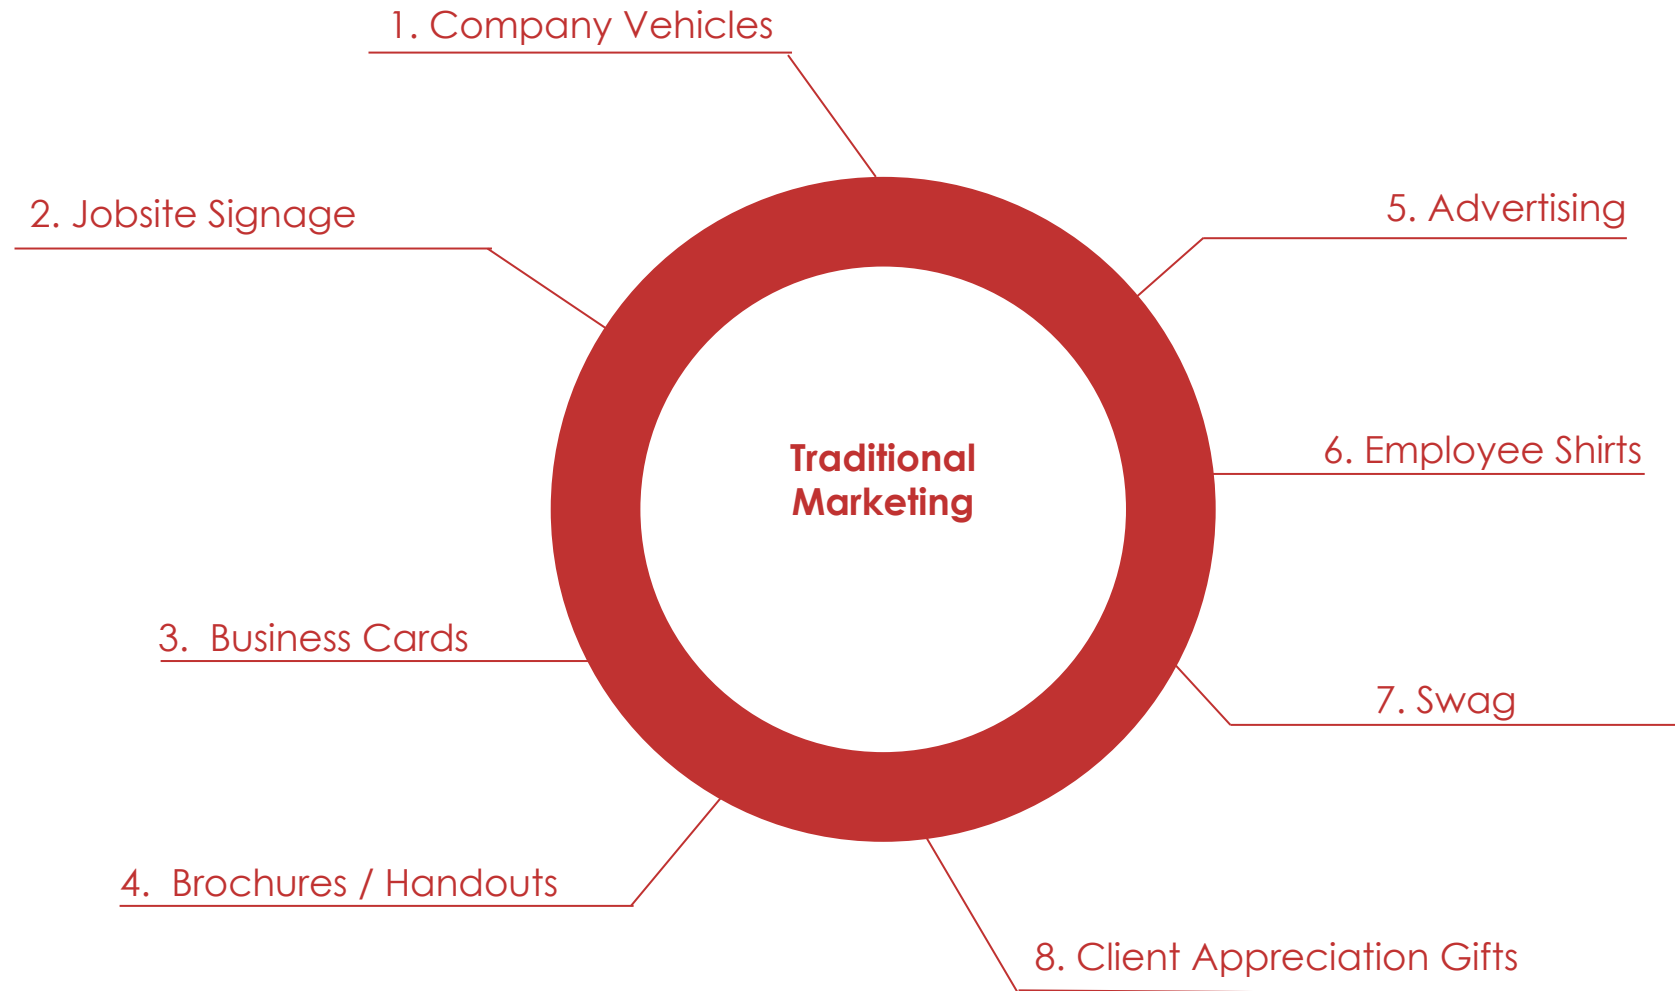 1. Company Vehicles
2. Jobsite Signage
3. Business Cards
4. Brochures / Handouts
Traditional
Marketing
5. Advertising
6. Employee Shirts
7. Swag
8. Client Appreciation Gifts